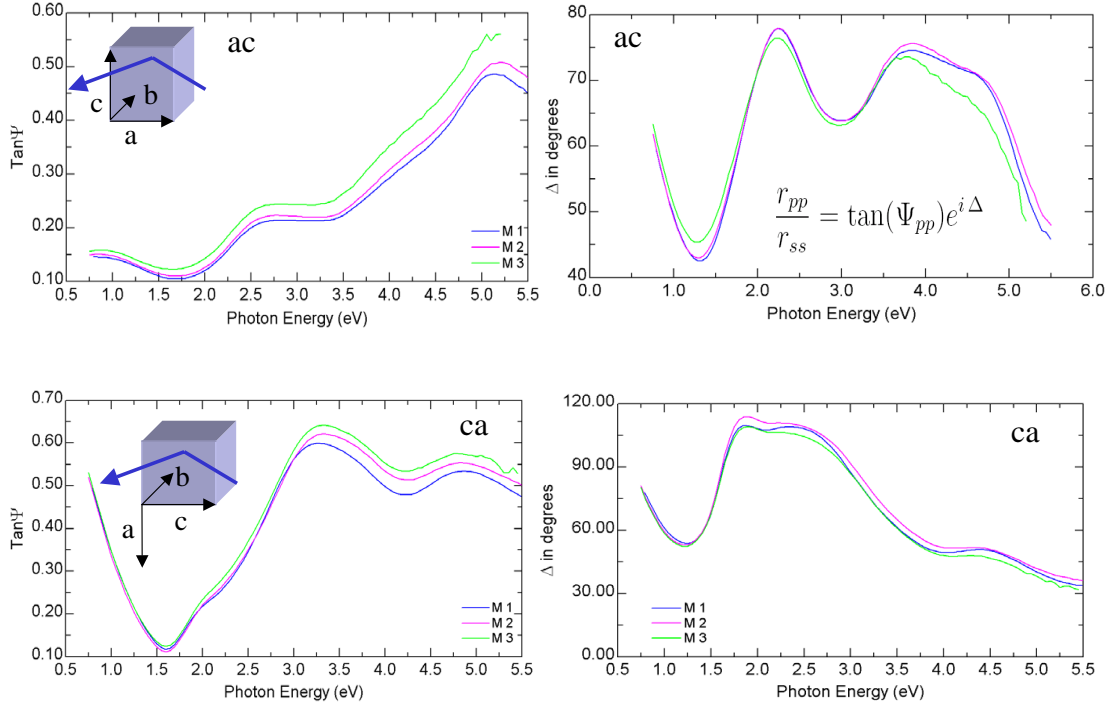 ac
c
b
a
TanΨ
0.60
0.50
0.40
0.30
0.20
0.10
0.5 1.0 1.5 2.0 2.5 3.0 3.5 4.0 4.5 5.0 5.5
Photon Energy (eV)
M 1
M 2
M 3
ac
Δ in degrees
80
70
60
50
40
0.0 1.0 2.0 3.0 4.0 5.0 6.0
Photon Energy (eV)
r_pp / r_ss = tan(Ψ_pp)e^{iΔ}
ca
b
a
c
TanΨ
0.70
0.60
0.50
0.40
0.30
0.20
0.10
0.5 1.0 1.5 2.0 2.5 3.0 3.5 4.0 4.5 5.0 5.5
Photon Energy (eV)
M 1
M 2
M 3
ca
Δ in degrees
120.00
90.00
60.00
30.00
0.00
0.5 1.0 1.5 2.0 2.5 3.0 3.5 4.0 4.5 5.0 5.5
Photon Energy (eV)
M 1
M 2
M 3